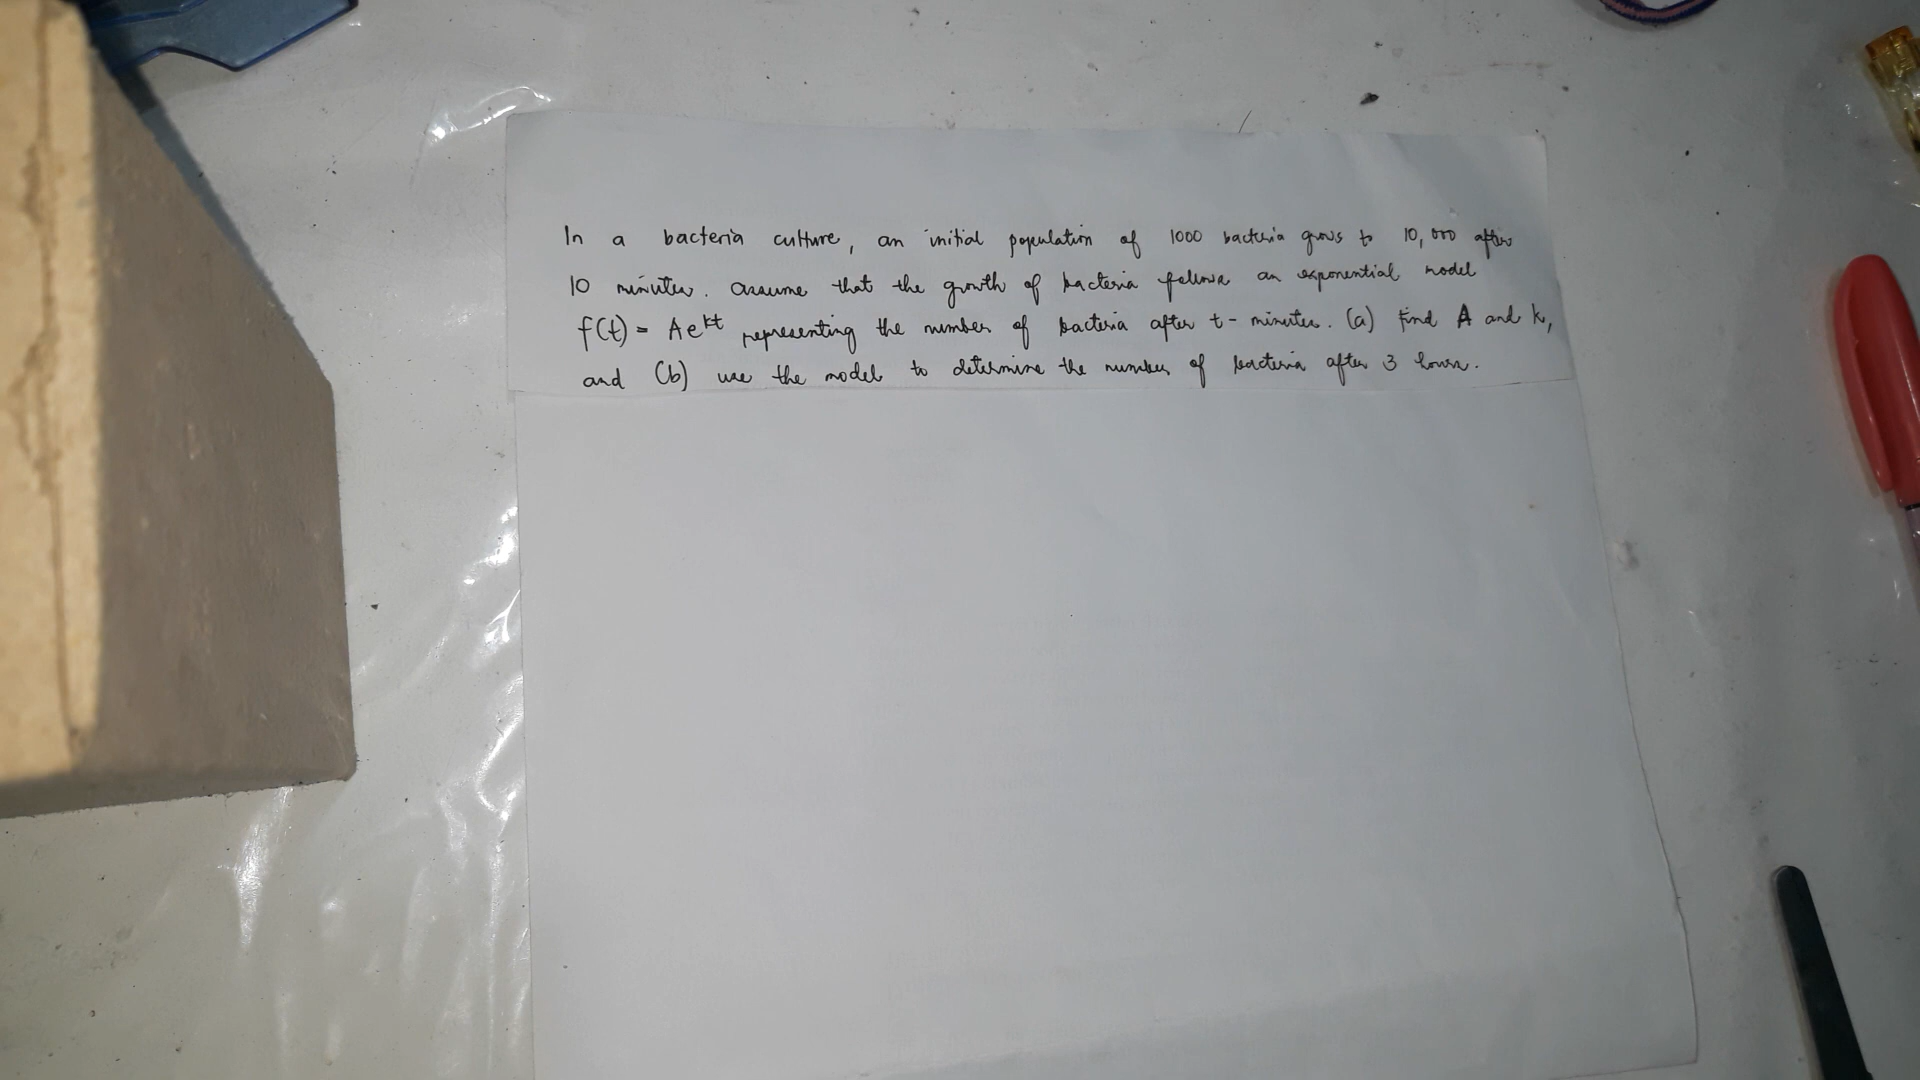 In a bacteria culture, an initial population of 1000 bacteria grows to 10,000 after
10 minutes. Assume that the growth of bacteria follows an exponential model
f(t) = Ae^kt representing the number of bacteria after t-minutes. (a) Find A and k,
and (b) use the model to determine the number of bacteria after 3 hours.